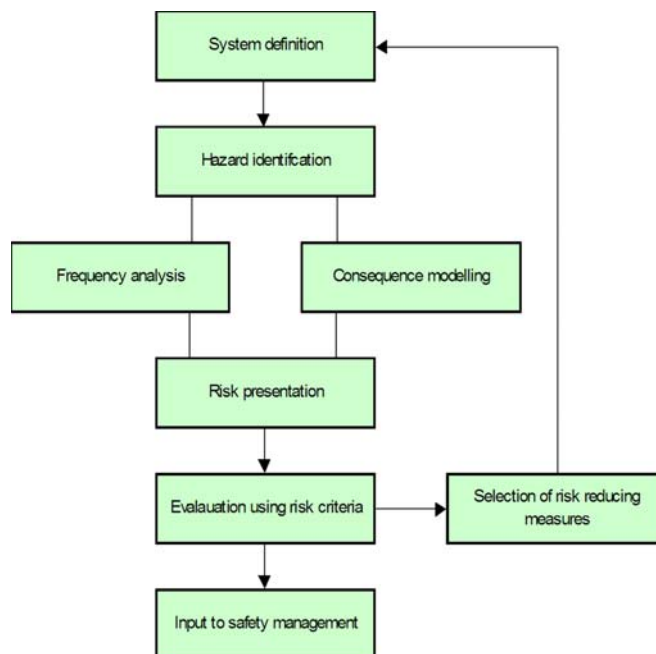 System definition
Hazard identifcation
Frequency analysis
Consequence modelling
Risk presentation
Evalauation using risk criteria
Selection of risk reducing
measures
Input to safety management